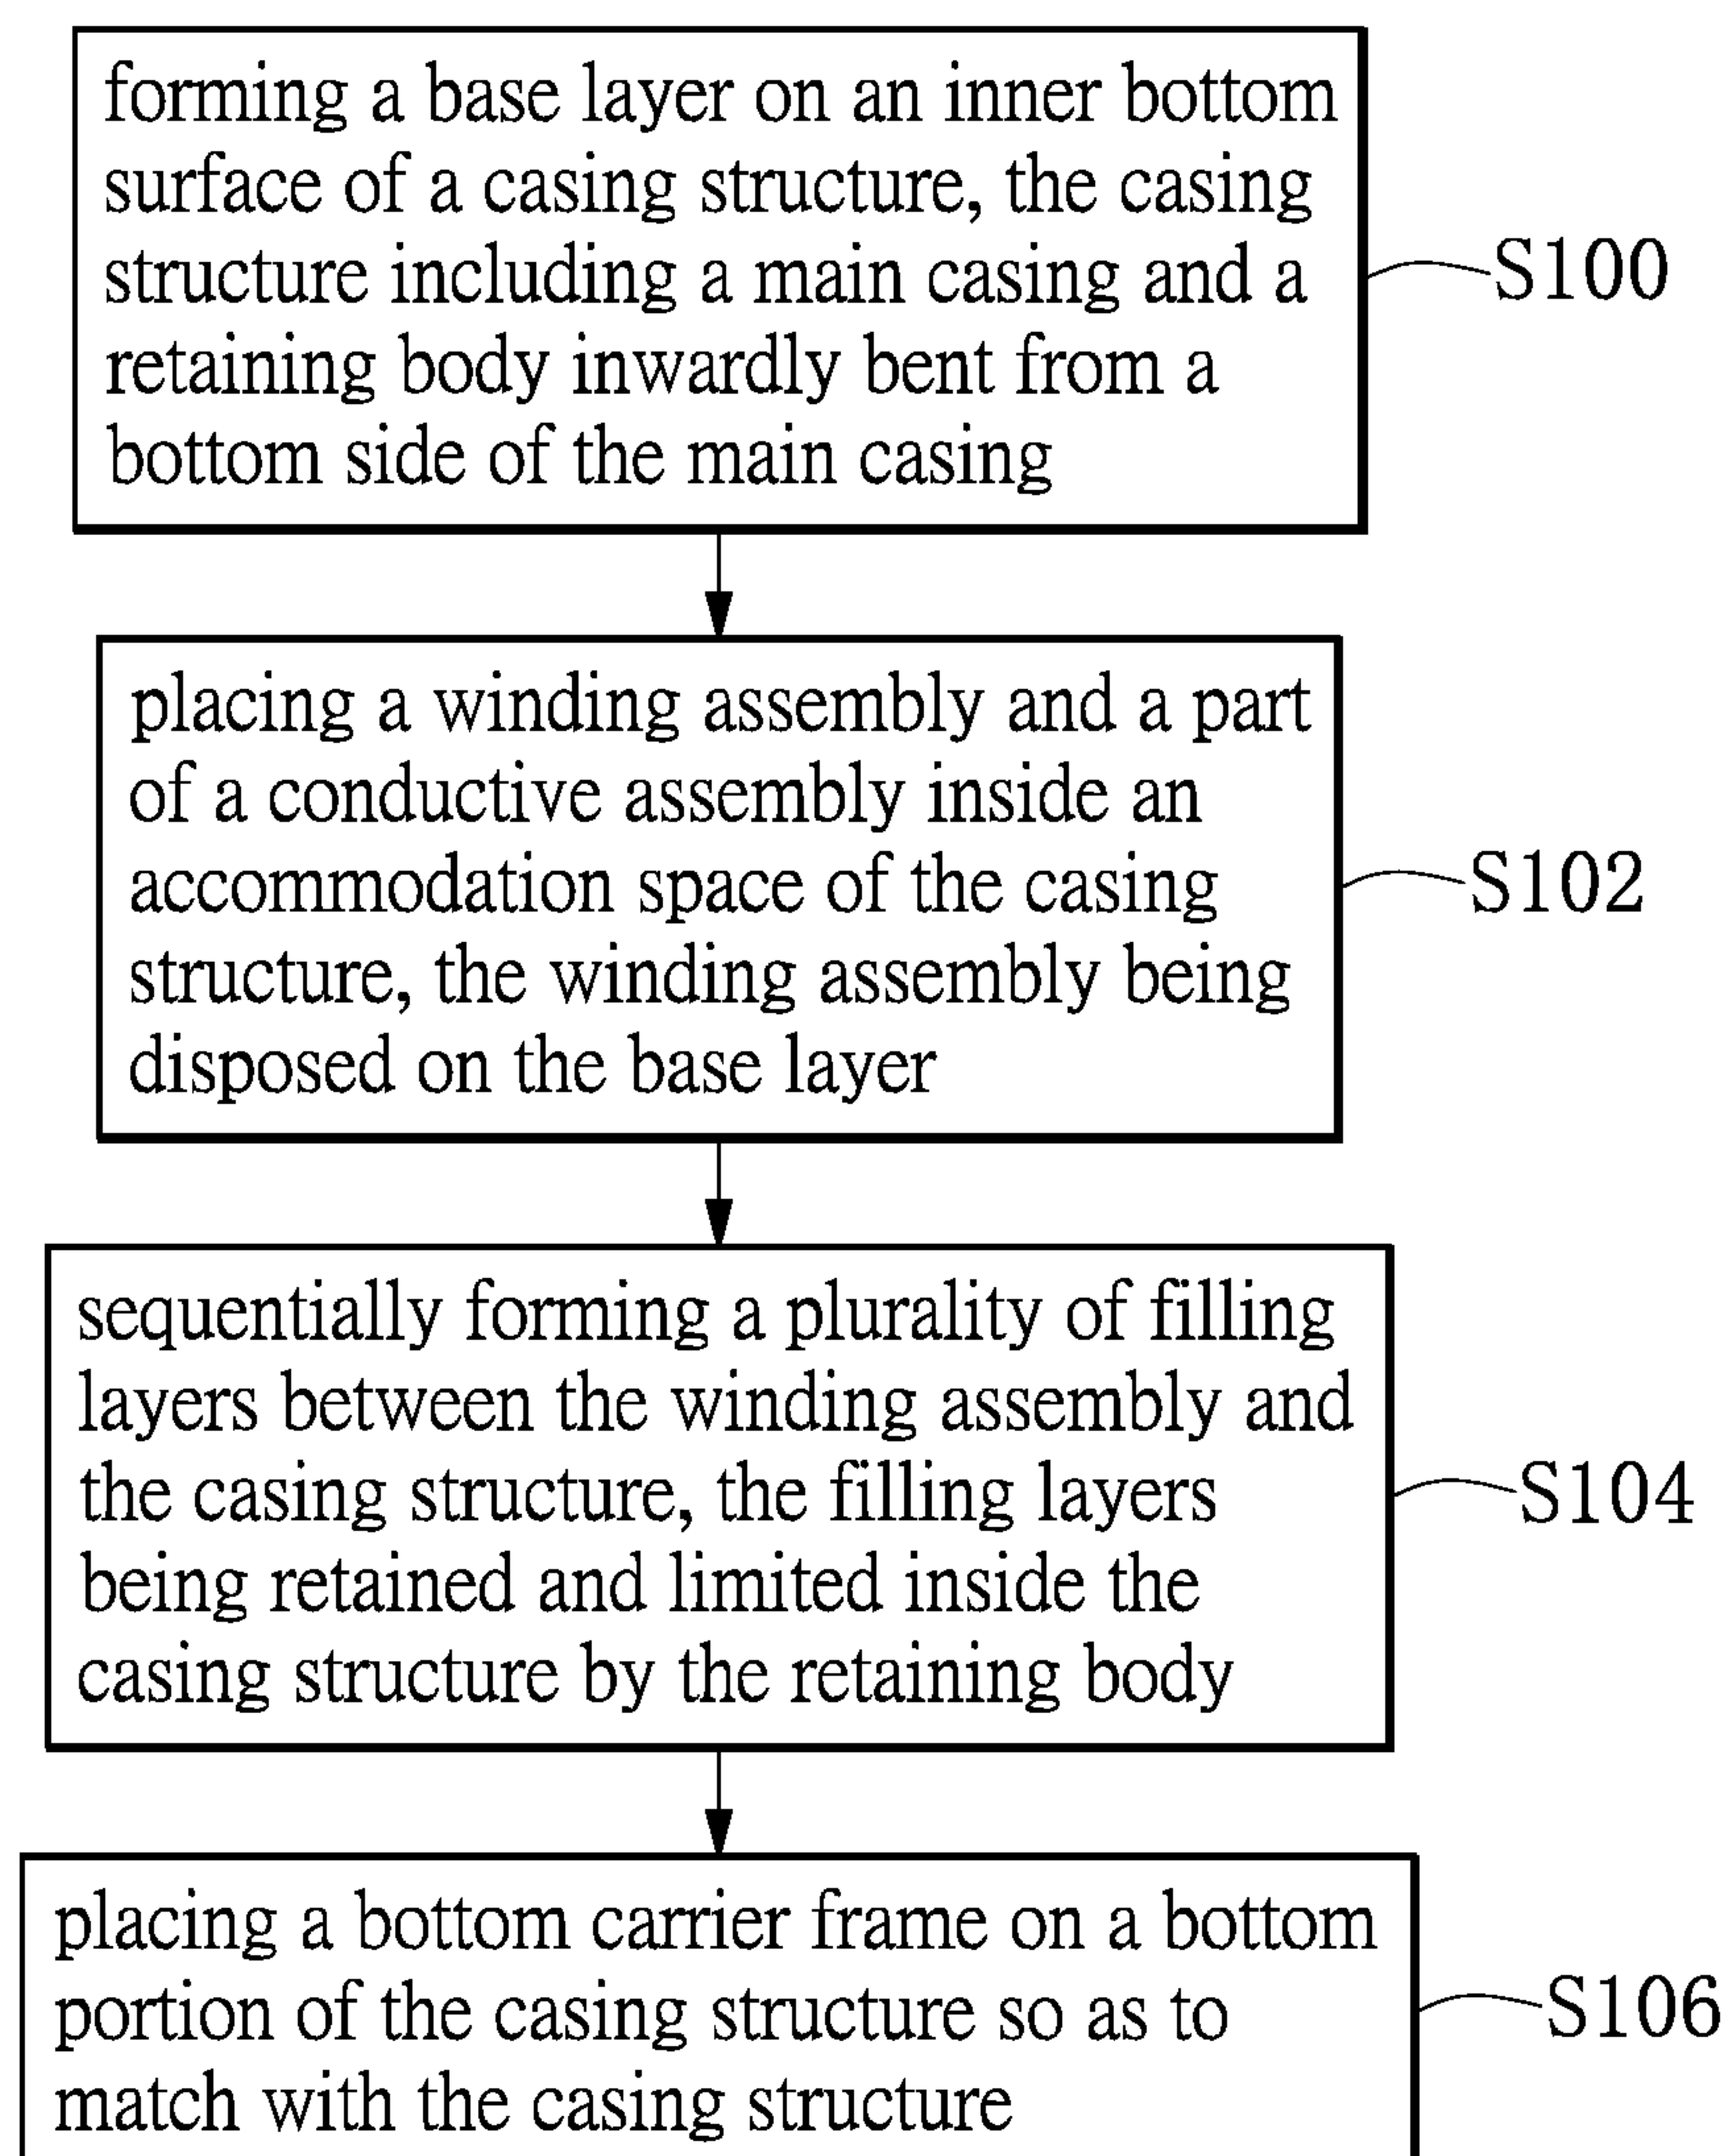 forming a base layer on an inner bottom
surface of a casing structure, the casing
structure including a main casing and a
retaining body inwardly bent from a
bottom side of the main casing
S100
placing a winding assembly and a part
of a conductive assembly inside an
accommodation space of the casing
structure, the winding assembly being
disposed on the base layer
S102
sequentially forming a plurality of filling
layers between the winding assembly and
the casing structure, the filling layers
being retained and limited inside the
casing structure by the retaining body
S104
placing a bottom carrier frame on a bottom
portion of the casing structure so as to
match with the casing structure
S106